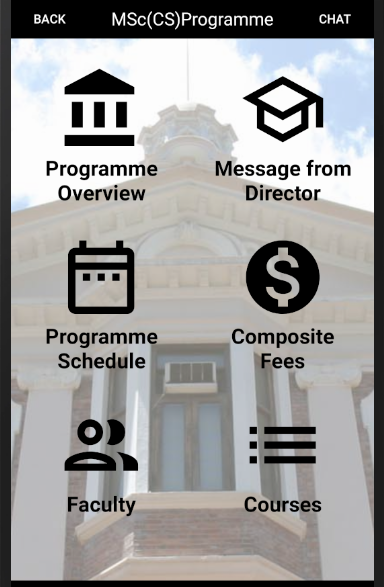 BACK
MSc(CS)Programme
CHAT
Programme
Overview
Message from
Director
Programme
Schedule
Composite
Fees
Faculty
Courses